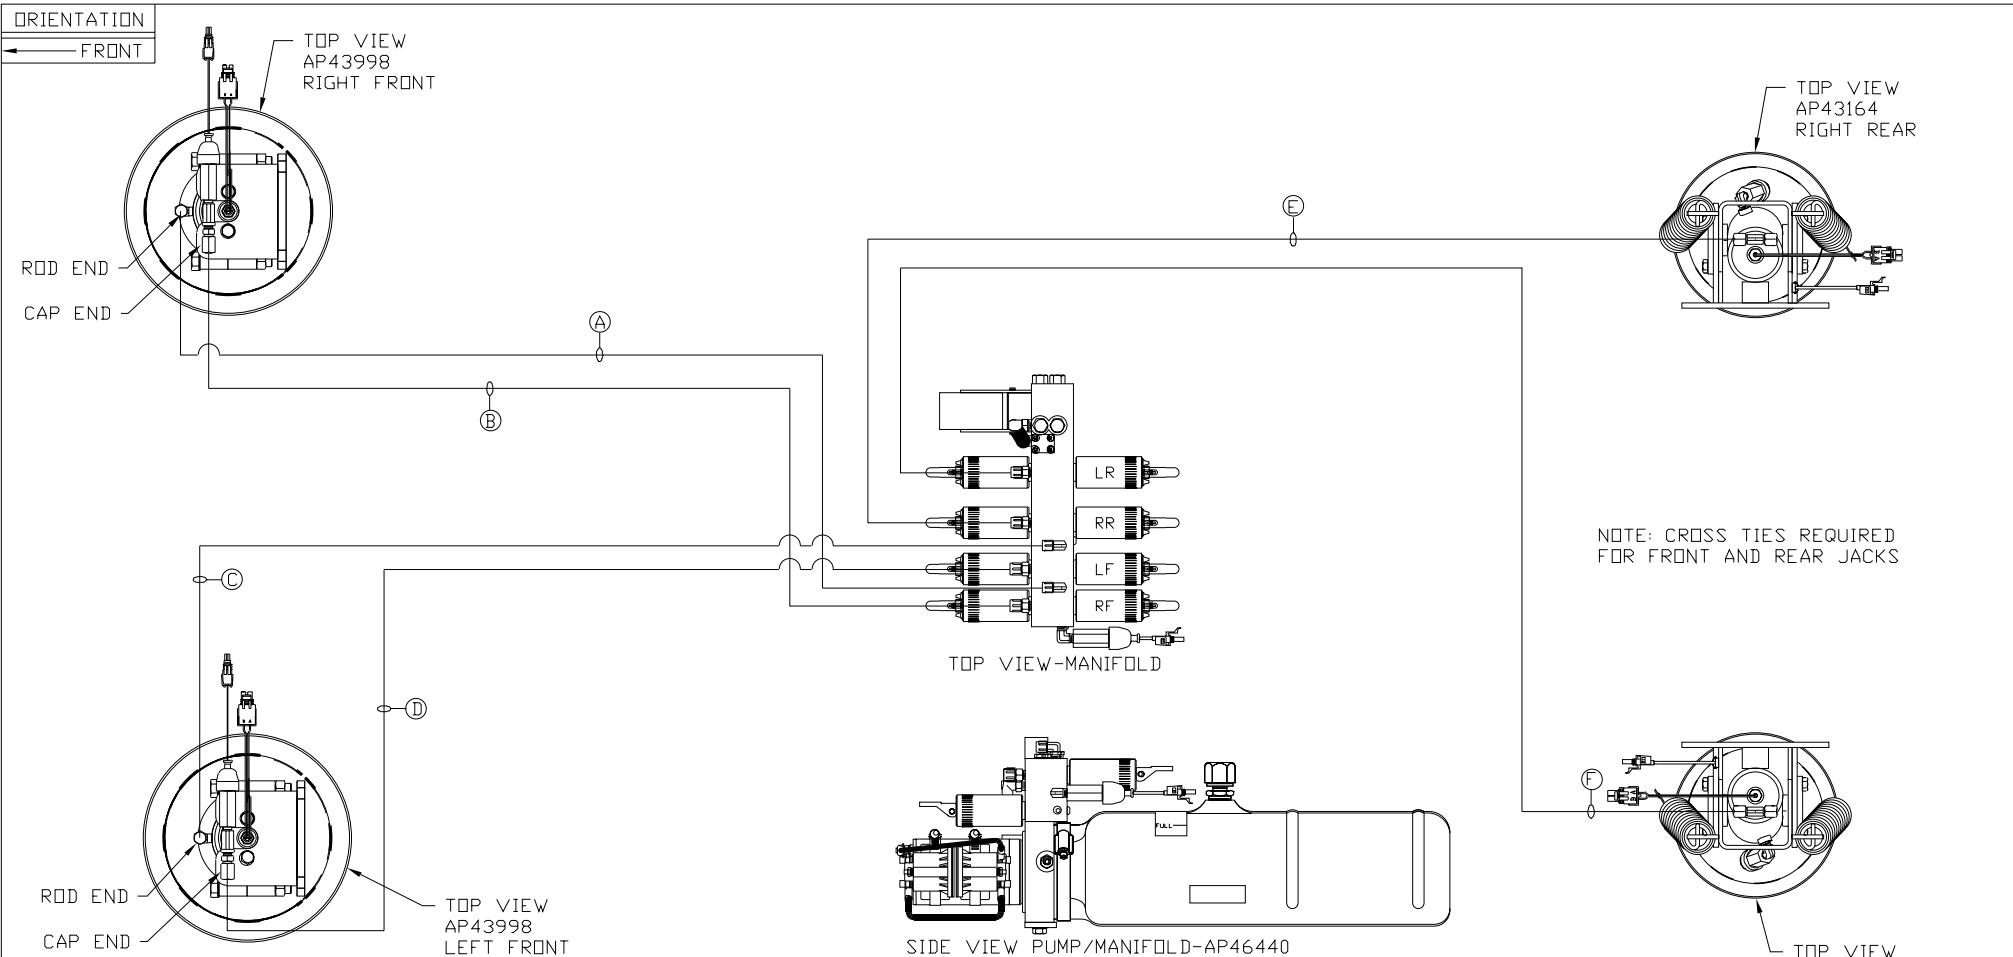 ORIENTATION
FRONT
TOP VIEW
AP43998
RIGHT FRONT
TOP VIEW
AP43164
RIGHT REAR
ROD END
CAP END
E
A
B
LR
RR
LF
RF
NOTE: CROSS TIES REQUIRED
FOR FRONT AND REAR JACKS
C
TOP VIEW-MANIFOLD
D
F
FULL
ROD END
CAP END
TOP VIEW
AP43998
LEFT FRONT
SIDE VIEW PUMP/MANIFOLD-AP46440
TOP VIEW